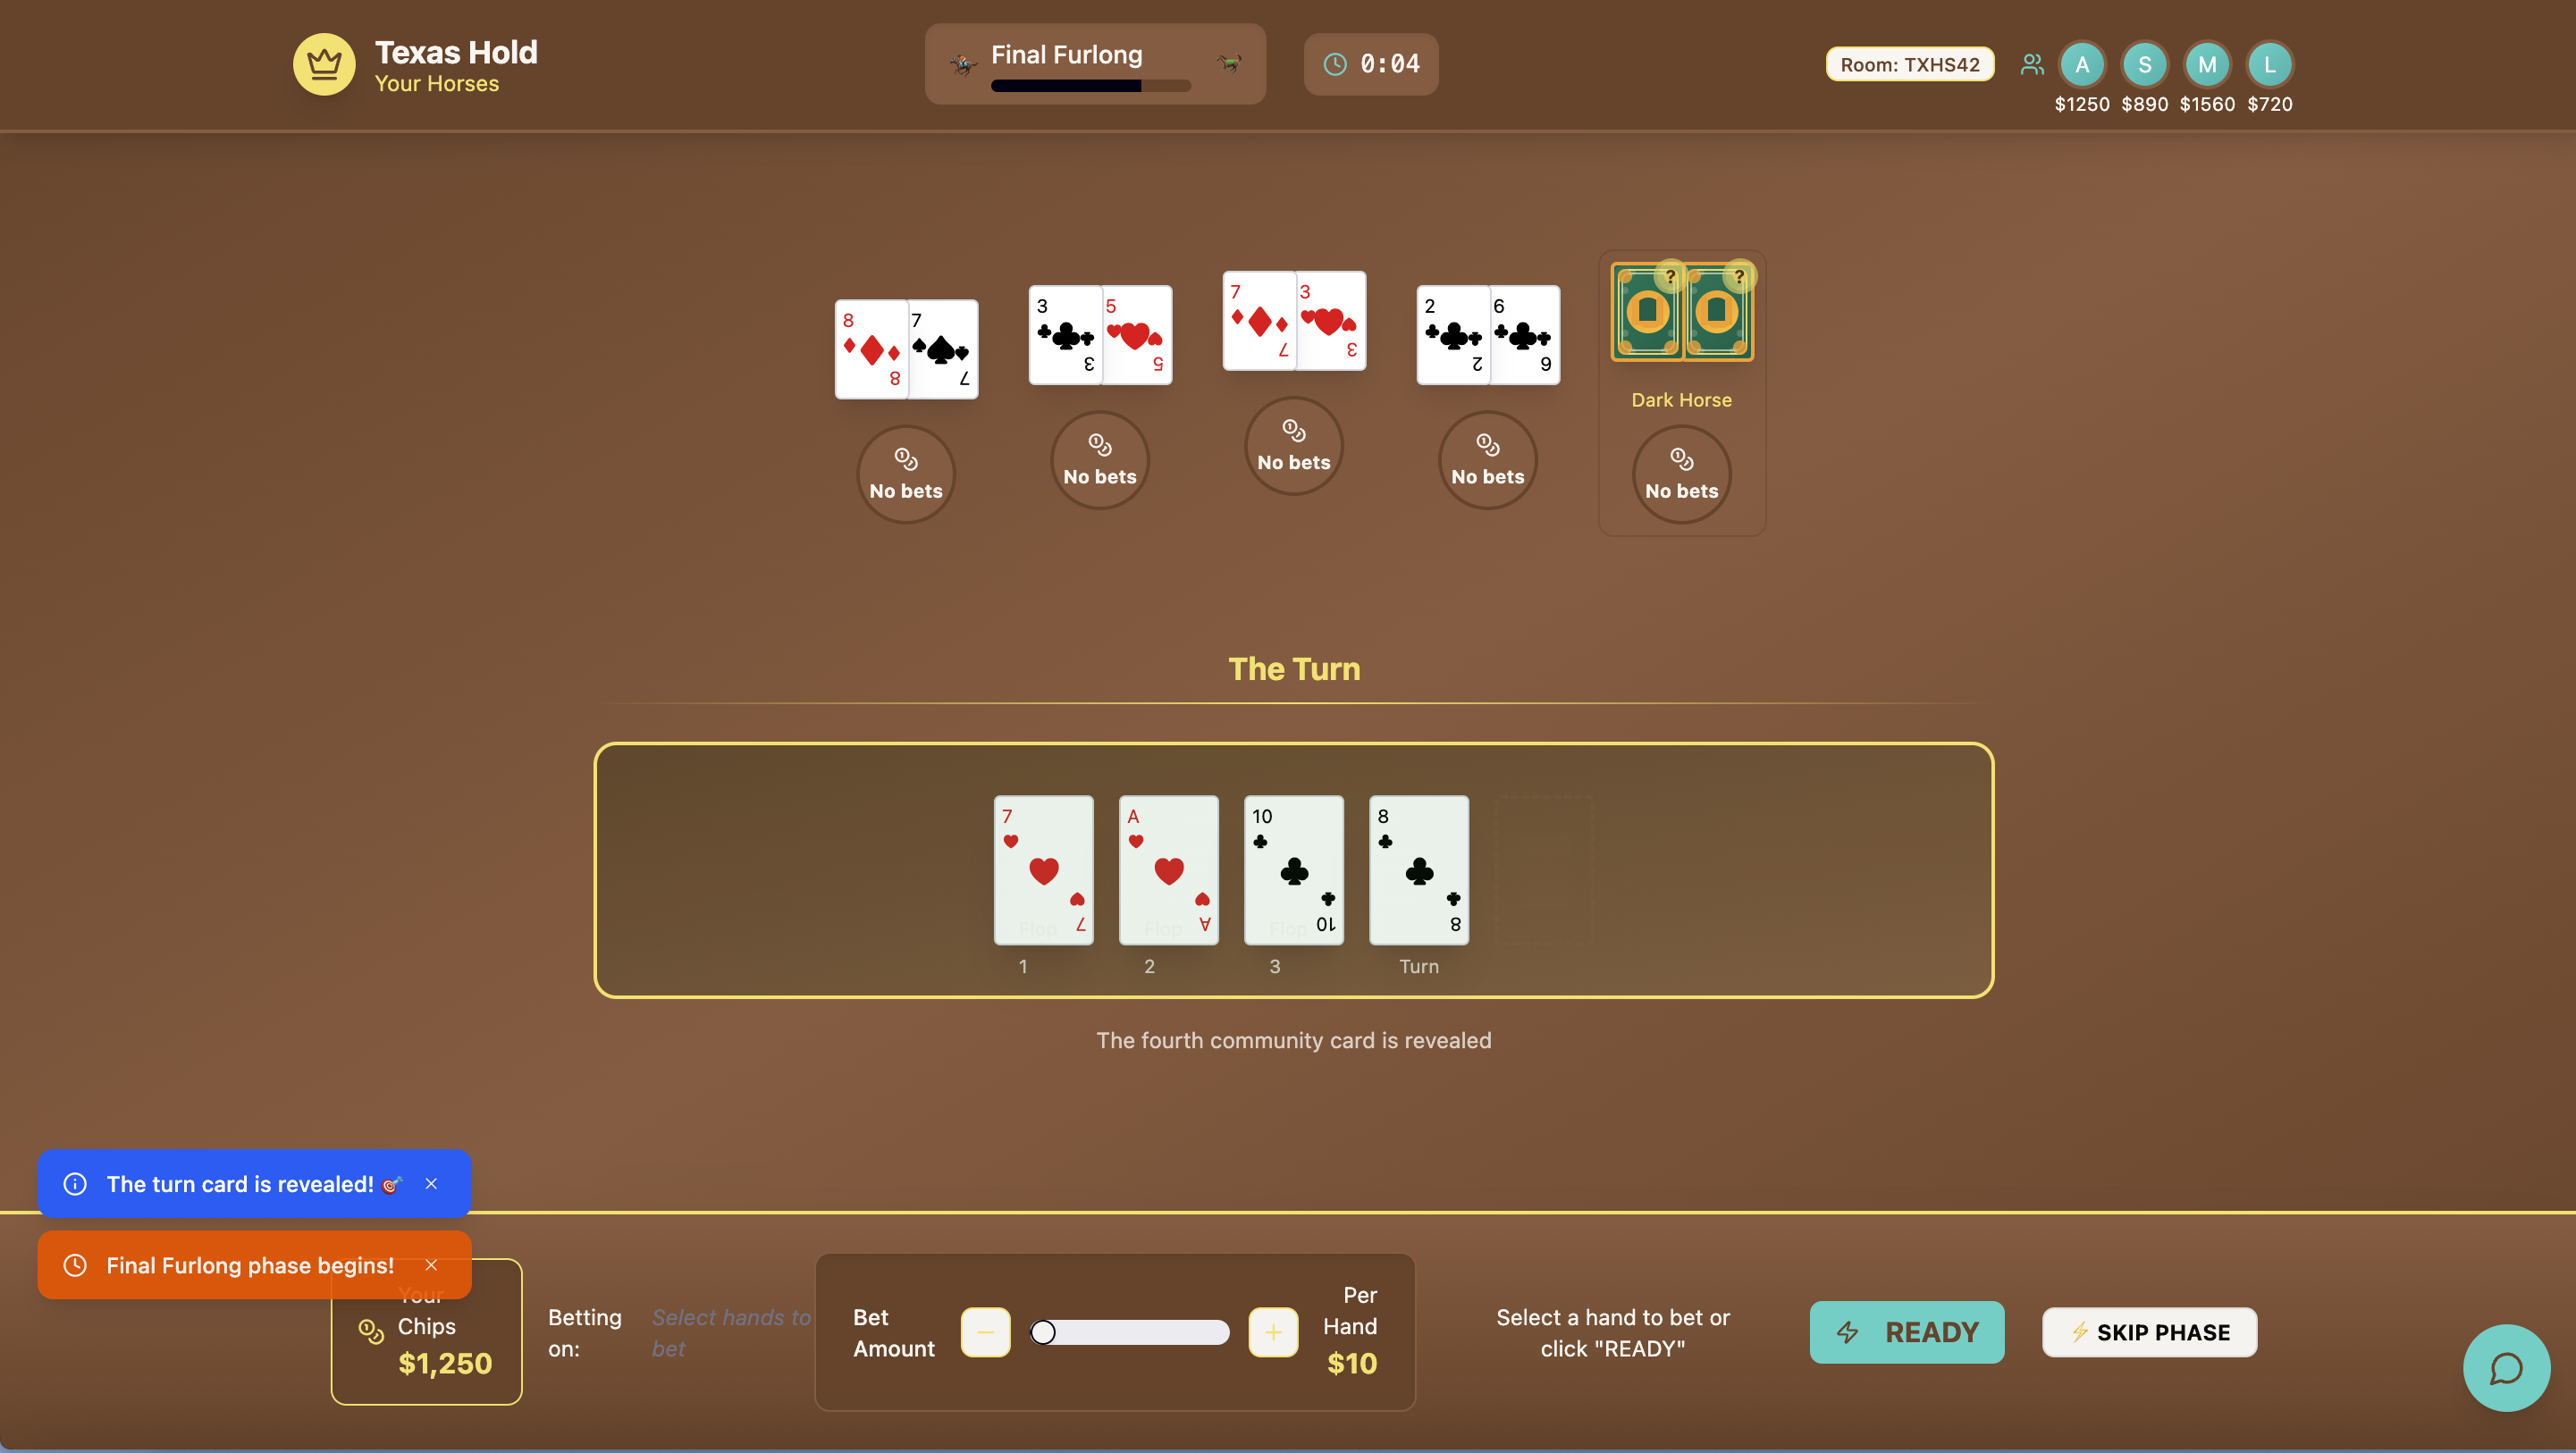 Texas Hold
Your Horses
Final Furlong
0:04
Room: TXHS42
A S M L
$1250 $890 $1560 $720
8 7
8 7
3 5
3 5
7 3
7 3
2 6
2 6
? ?
Dark Horse
No bets
No bets
No bets
No bets
No bets
The Turn
7 A 10 8
Flop Flop Flop
7 A 10 8
1 2 3 Turn
The fourth community card is revealed
The turn card is revealed!
Final Furlong phase begins!
Your
Chips
$1,250
Betting
on:
Select hands to
bet
Bet
Amount
Per
Hand
$10
Select a hand to bet or
click "READY"
READY
⚡ SKIP PHASE